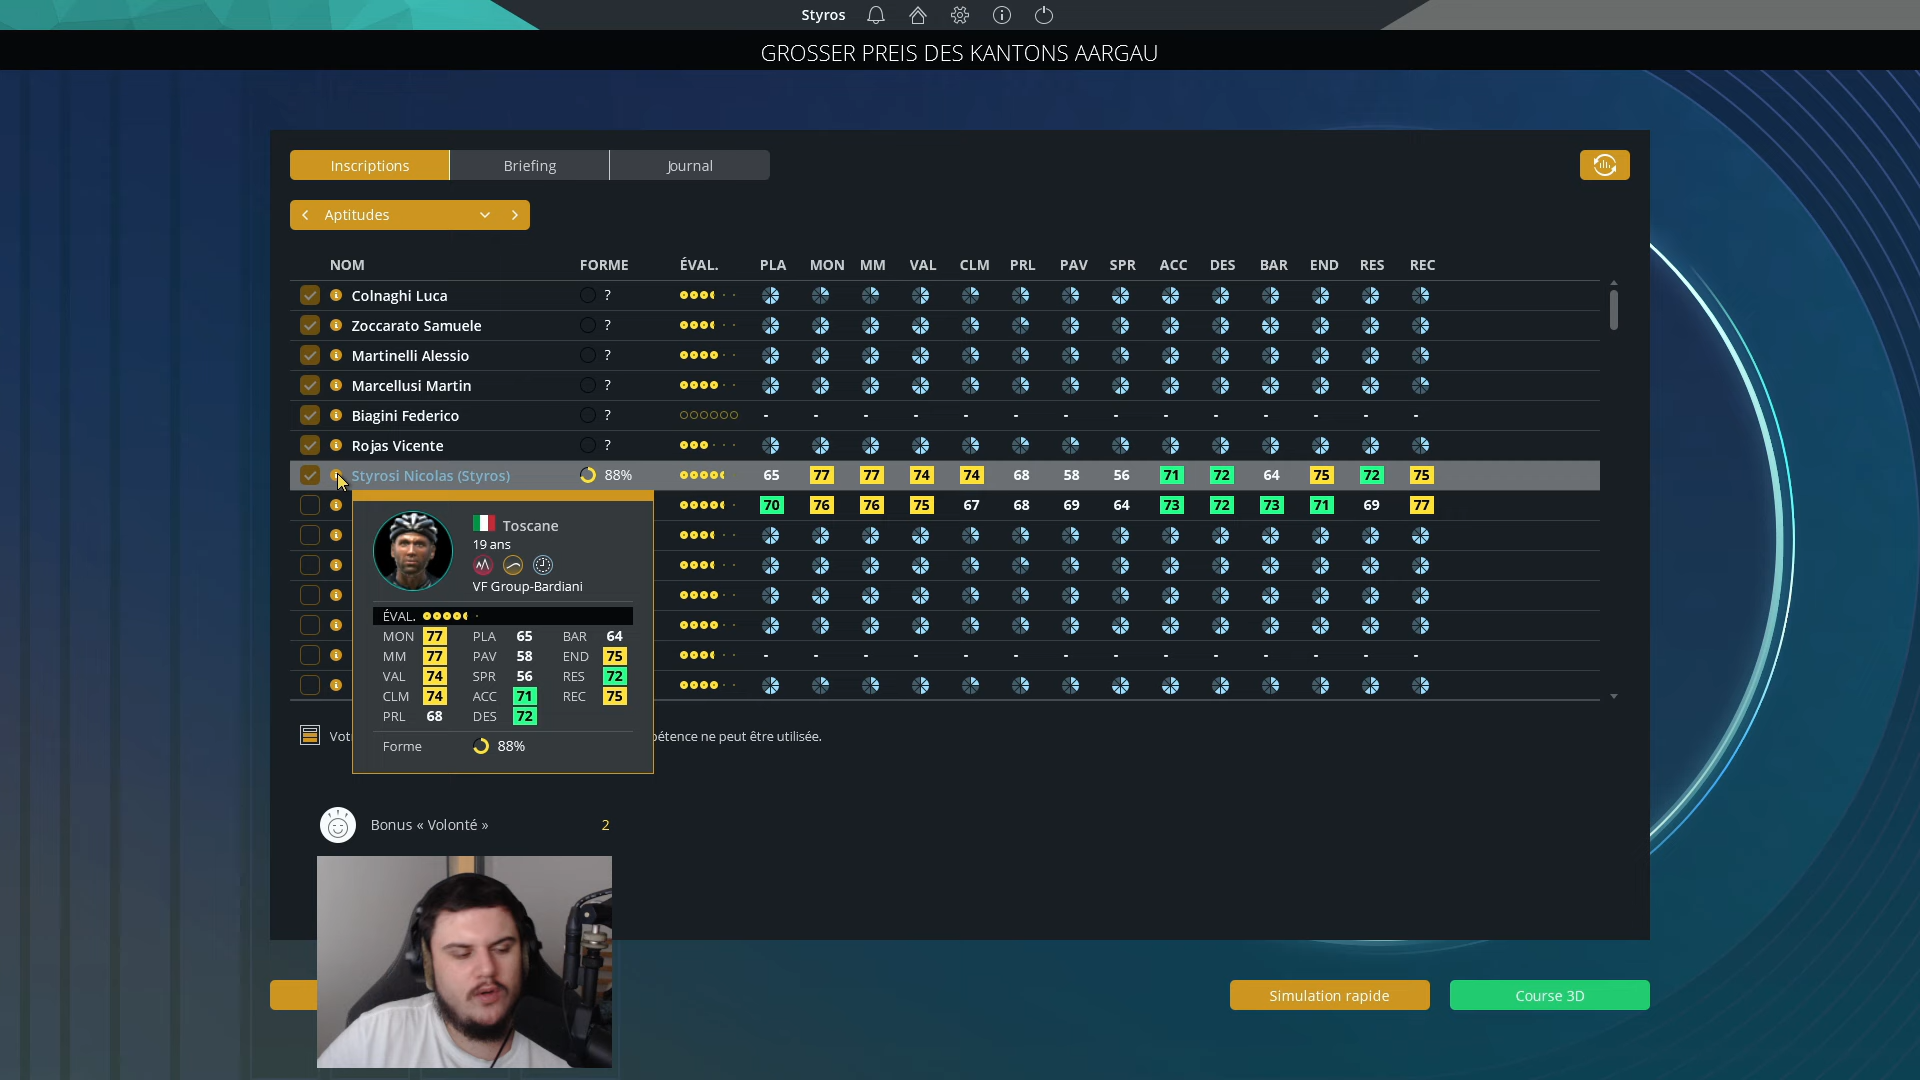 Styros
GROSSER PREIS DES KANTONS AARGAU
Inscriptions Briefing Journal
Aptitudes
NOM FORME ÉVAL. PLA MON MM VAL CLM PRL PAV SPR ACC DES BAR END RES REC
Colnaghi Luca ?
Zoccarato Samuele ?
Martinelli Alessio ?
Marcellusi Martin ?
Biagini Federico ? - - - - - - - - - - - - - -
Rojas Vicente ?
Styrosi Nicolas (Styros) 88% 65 77 77 74 74 68 58 56 71 72 64 75 72 75
70 76 76 75 67 68 69 64 73 72 73 71 69 77
- - - - - - - - - - - - - -
Toscane
19 ans
VF Group-Bardiani
ÉVAL.
MON 77 PLA 65 BAR 64
MM 77 PAV 58 END 75
VAL 74 SPR 56 RES 72
CLM 74 ACC 71 REC 75
PRL 68 DES 72
Forme 88%
Vot
pétence ne peut être utilisée.
Bonus « Volonté » 2
Simulation rapide Course 3D